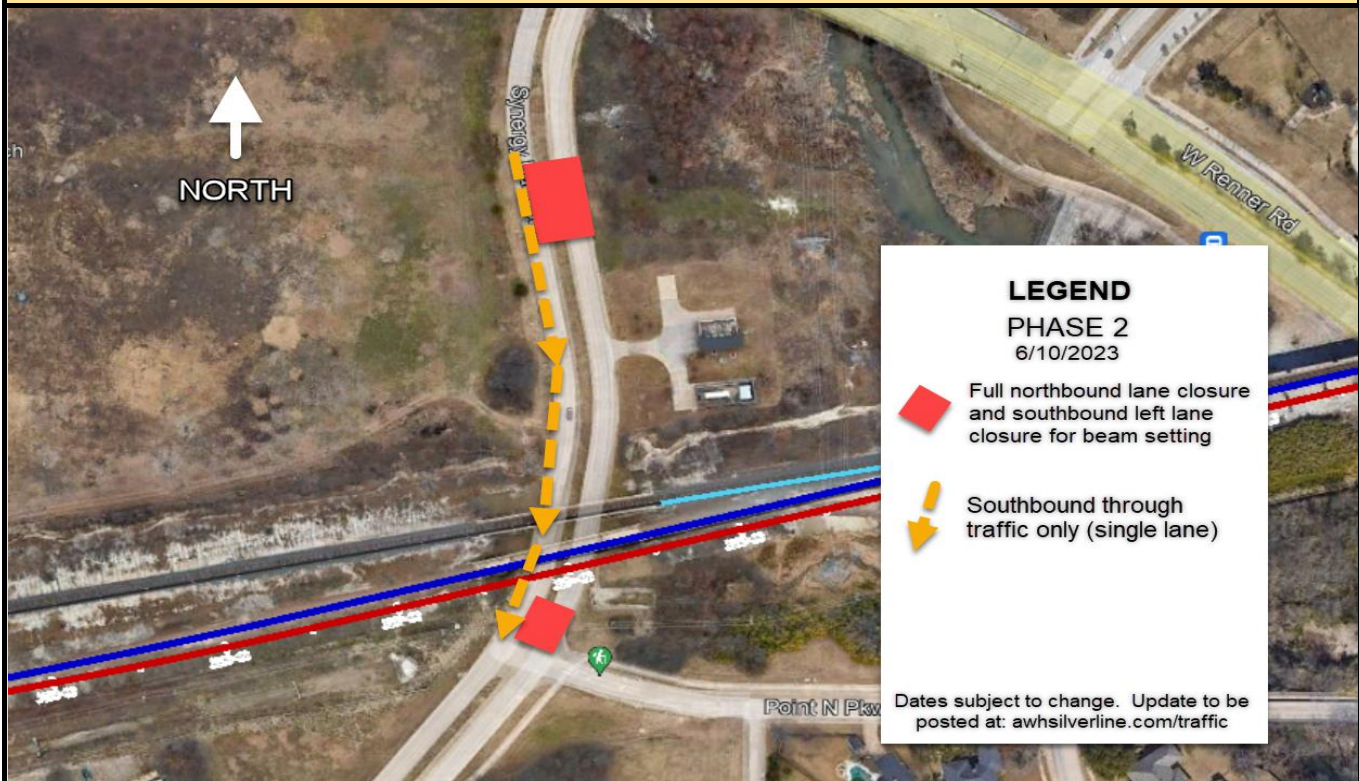 ch
NORTH
Synergy
W Renner Rd
LEGEND
PHASE 2
6/10/2023
Full northbound lane closure
and southbound left lane
closure for beam setting
Southbound through
traffic only (single lane)
Point N Pkw
Dates subject to change. Update to be
posted at: awhsilverline.com/traffic